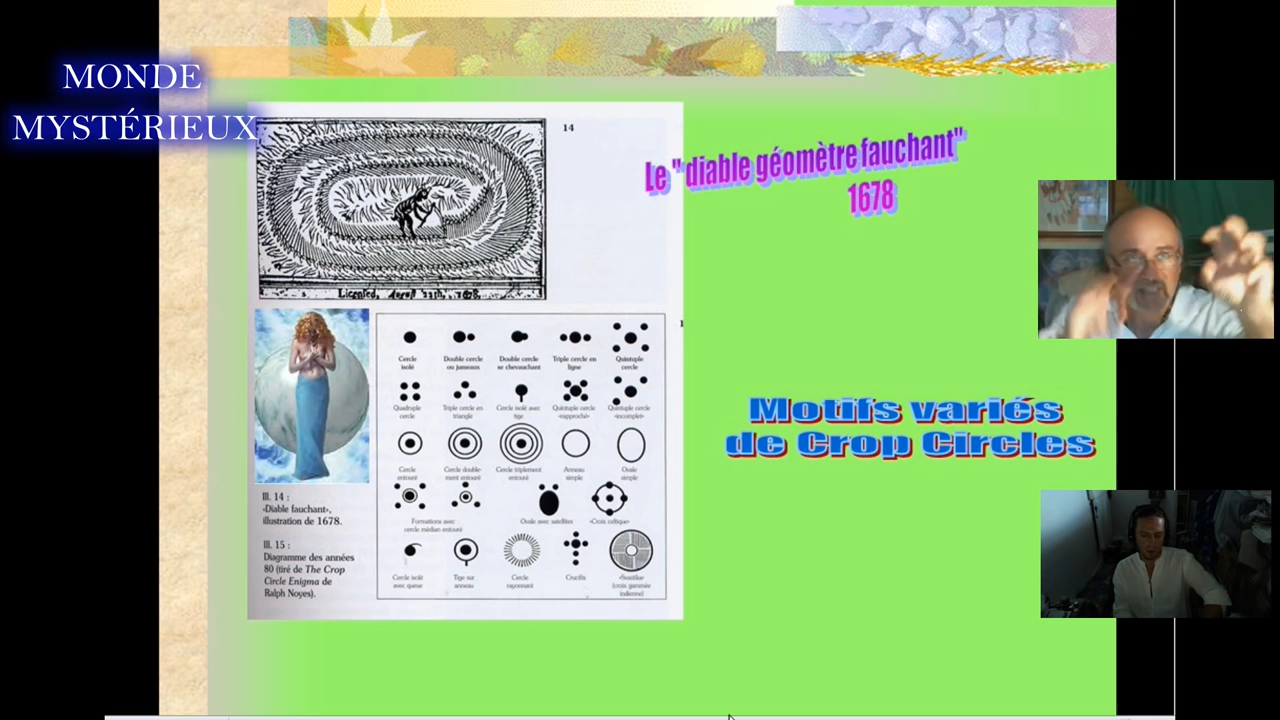 MONDE
MYSTÉRIEUX
14
Le "diable géomètre fauchant"
1678
Motifs variés
de Crop Circles
Cercle
isolé
Double cercle
ou jumeaux
Double cercle
se chevauchant
Triple cercle en
ligne
Quintuple
cercle
Quadruple
cercle
Triple cercle en
triangle
Cercle isolé avec
tige
Quintuple cercle
«rapproché»
Quintuple cercle
«incomplet»
Cercle
entouré
Cercle double-
ment entouré
Cercle triplement
entouré
Anneau
simple
Ovale
simple
Formations avec
cercle médian entouré
Ovale avec satellites
«Croix celtique»
Cercle isolé
avec queue
Tige sur
anneau
Cercle
rayonnant
Crucifix
«Swastika»
(croix gammée
indienne)
Ill. 14 :
«Diable fauchant»,
illustration de 1678.
Ill. 15 :
Diagramme des années
80 (tiré de The Crop
Circle Enigma de
Ralph Noyes).